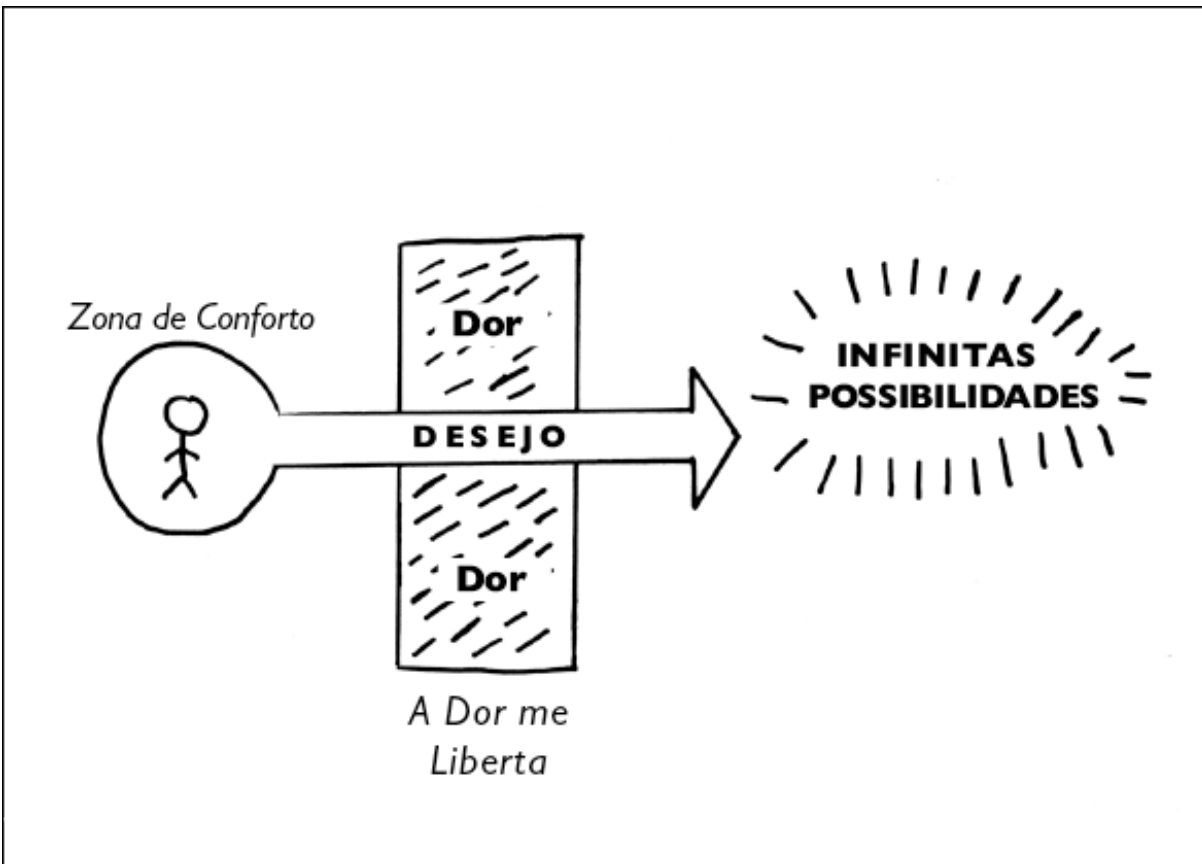 Zona de Conforto
Dor
DESEJO
Dor
A Dor me
Liberta
INFINITAS
POSSIBILIDADES